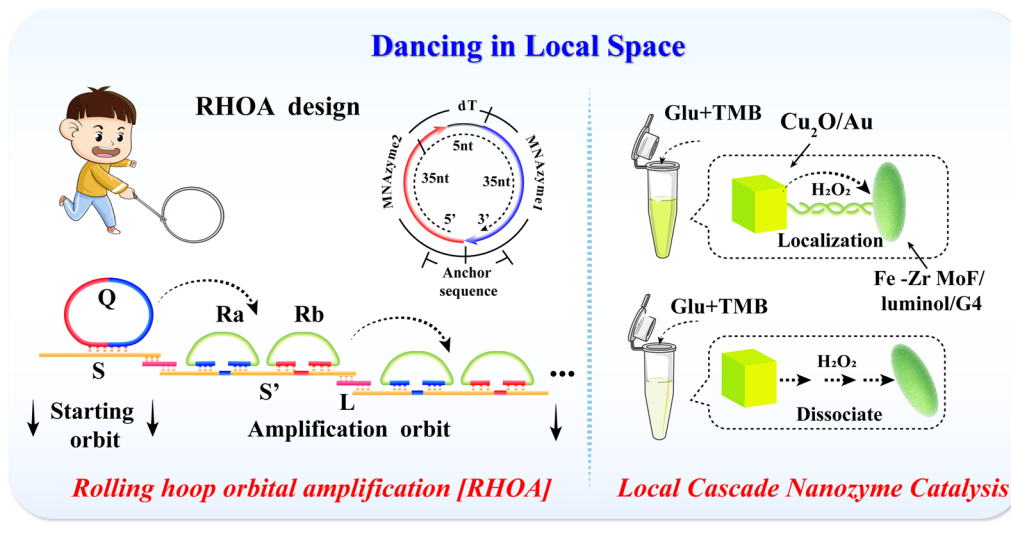 Dancing in Local Space
RHOA design
dT
5nt
MNAzyme2
MNAzyme1
35nt
35nt
5’
3’
Anchor
sequence
Q
Ra
Rb
S
S’
L
...
Starting
orbit
Amplification orbit
Rolling hoop orbital amplification [RHOA]
Glu+TMB
Cu2O/Au
H2O2
Localization
Fe -Zr MoF/
luminol/G4
Glu+TMB
H2O2
Dissociate
Local Cascade Nanozyme Catalysis